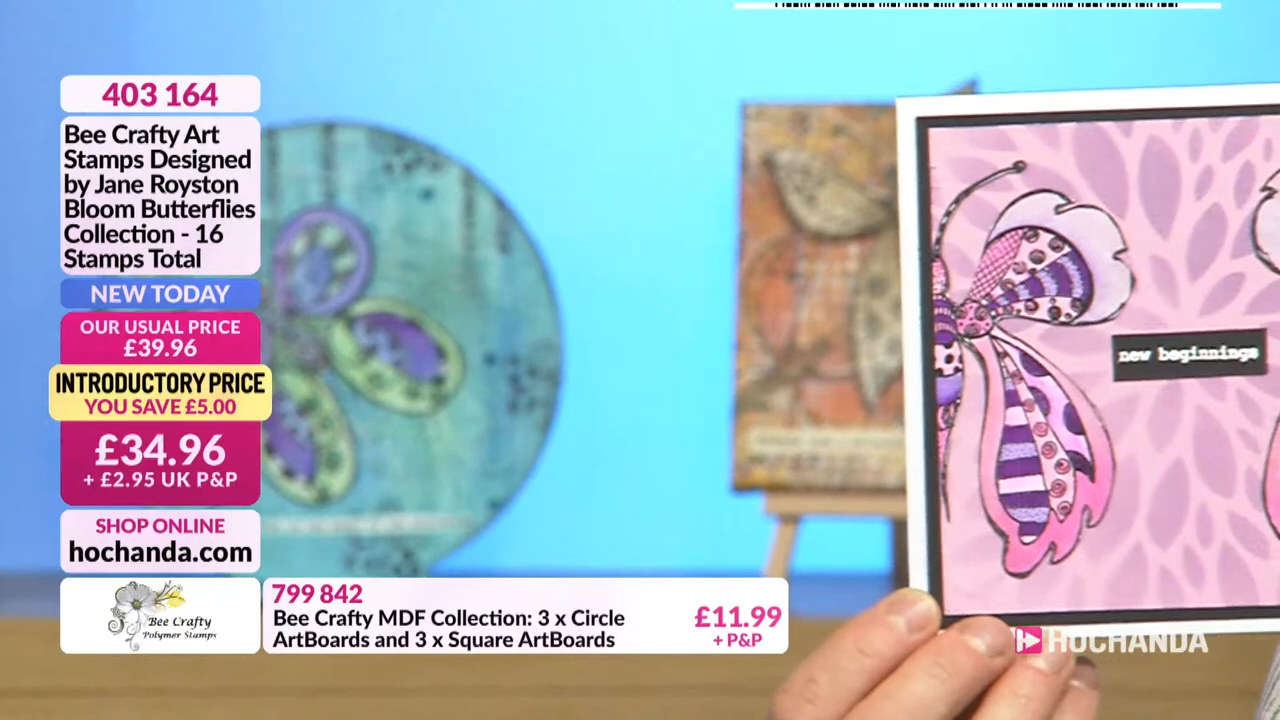 403 164
Bee Crafty Art
Stamps Designed
by Jane Royston
Bloom Butterflies
Collection - 16
Stamps Total
NEW TODAY
OUR USUAL PRICE
£39.96
INTRODUCTORY PRICE
YOU SAVE £5.00
£34.96
+ £2.95 UK P&P
SHOP ONLINE
hochanda.com
Bee Crafty
Polymer Stamps
799 842
Bee Crafty MDF Collection: 3 x Circle
ArtBoards and 3 x Square ArtBoards
£11.99
+ P&P
new beginnings
HOCHANDA